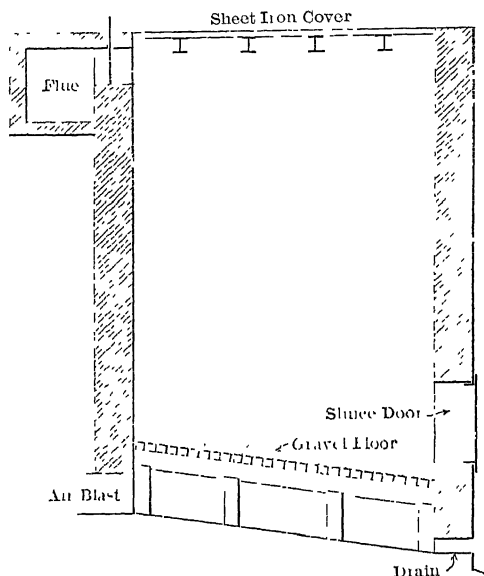 Sheet Iron Cover
Flue
Sluice Door
Gravel Floor
Air Blast
Drain